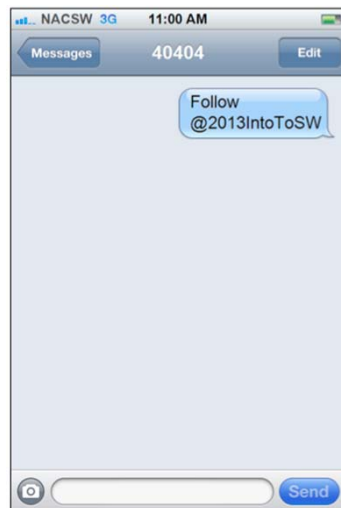 NACSW 3G 11:00 AM
Messages 40404 Edit
Follow
@2013IntoToSW
Send